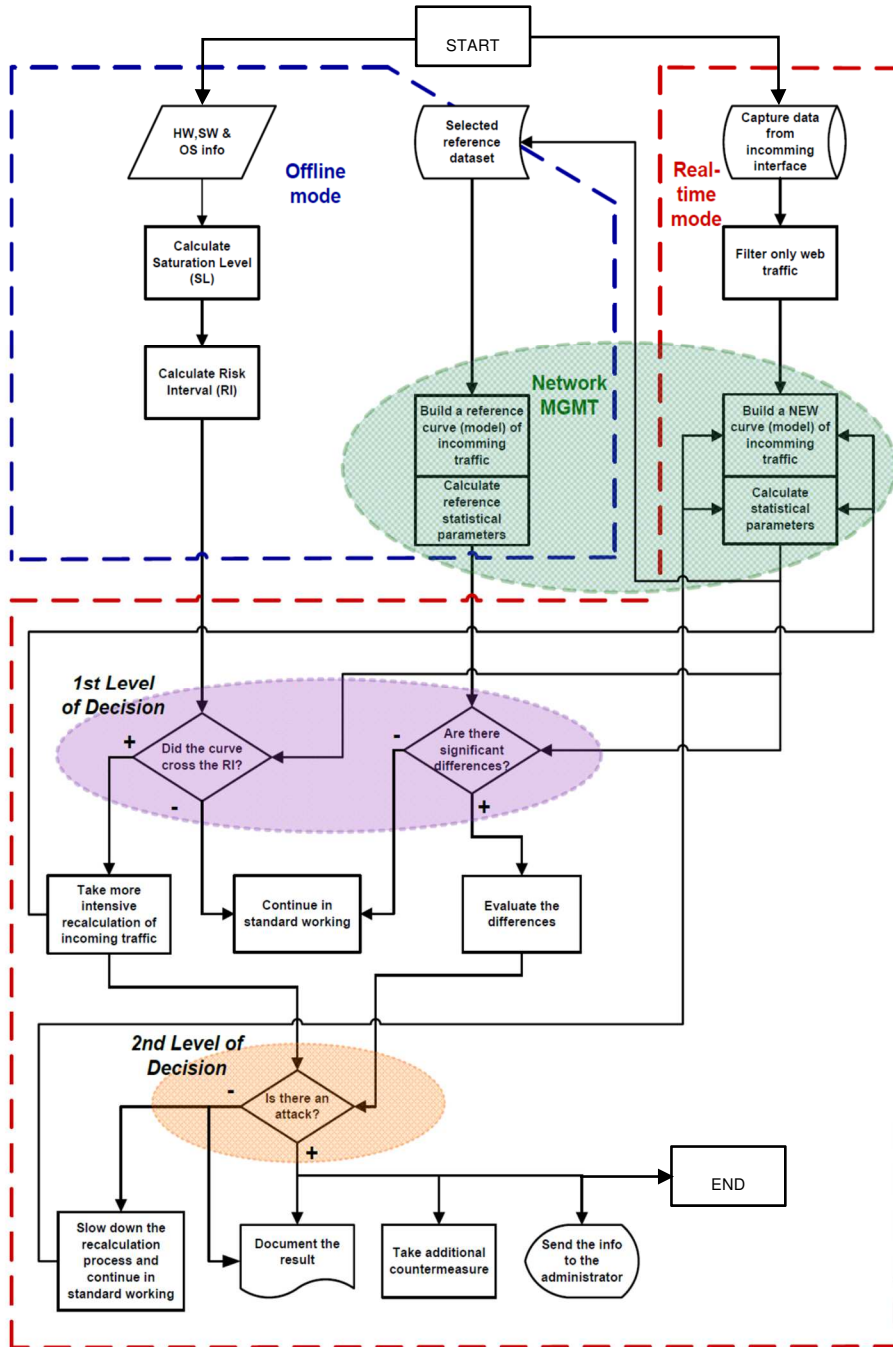 START
HW,SW &
OS info
Selected
reference
dataset
Capture data
from
incomming
interface
Offline
mode
Real-
time
mode
Calculate
Saturation Level
(SL)
Filter only web
traffic
Calculate Risk
Interval (RI)
Network
MGMT
Build a reference
curve (model) of
incomming
traffic
Calculate
reference
statistical
parameters
Build a NEW
curve (model) of
incomming
traffic
Calculate
statistical
parameters
1st Level
of Decision
+
Did the curve
cross the RI?
-
-
Are there
significant
differences?
+
Take more
intensive
recalculation of
incoming traffic
Continue in
standard working
Evaluate the
differences
2nd Level of
Decision
-
Is there an
attack?
+
END
Slow down the
recalculation
process and
continue in
standard working
Document the
result
Take additional
countermeasure
Send the info
to the
administrator